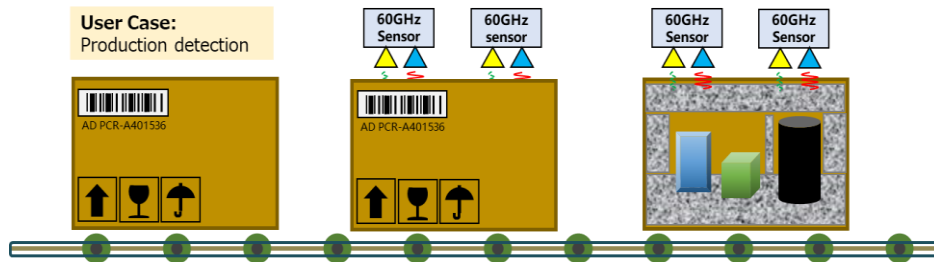 User Case:
Production detection
60GHz
Sensor
60GHz
sensor
60GHz
Sensor
60GHz
Sensor
AD PCR-A401536
AD PCR-A401536